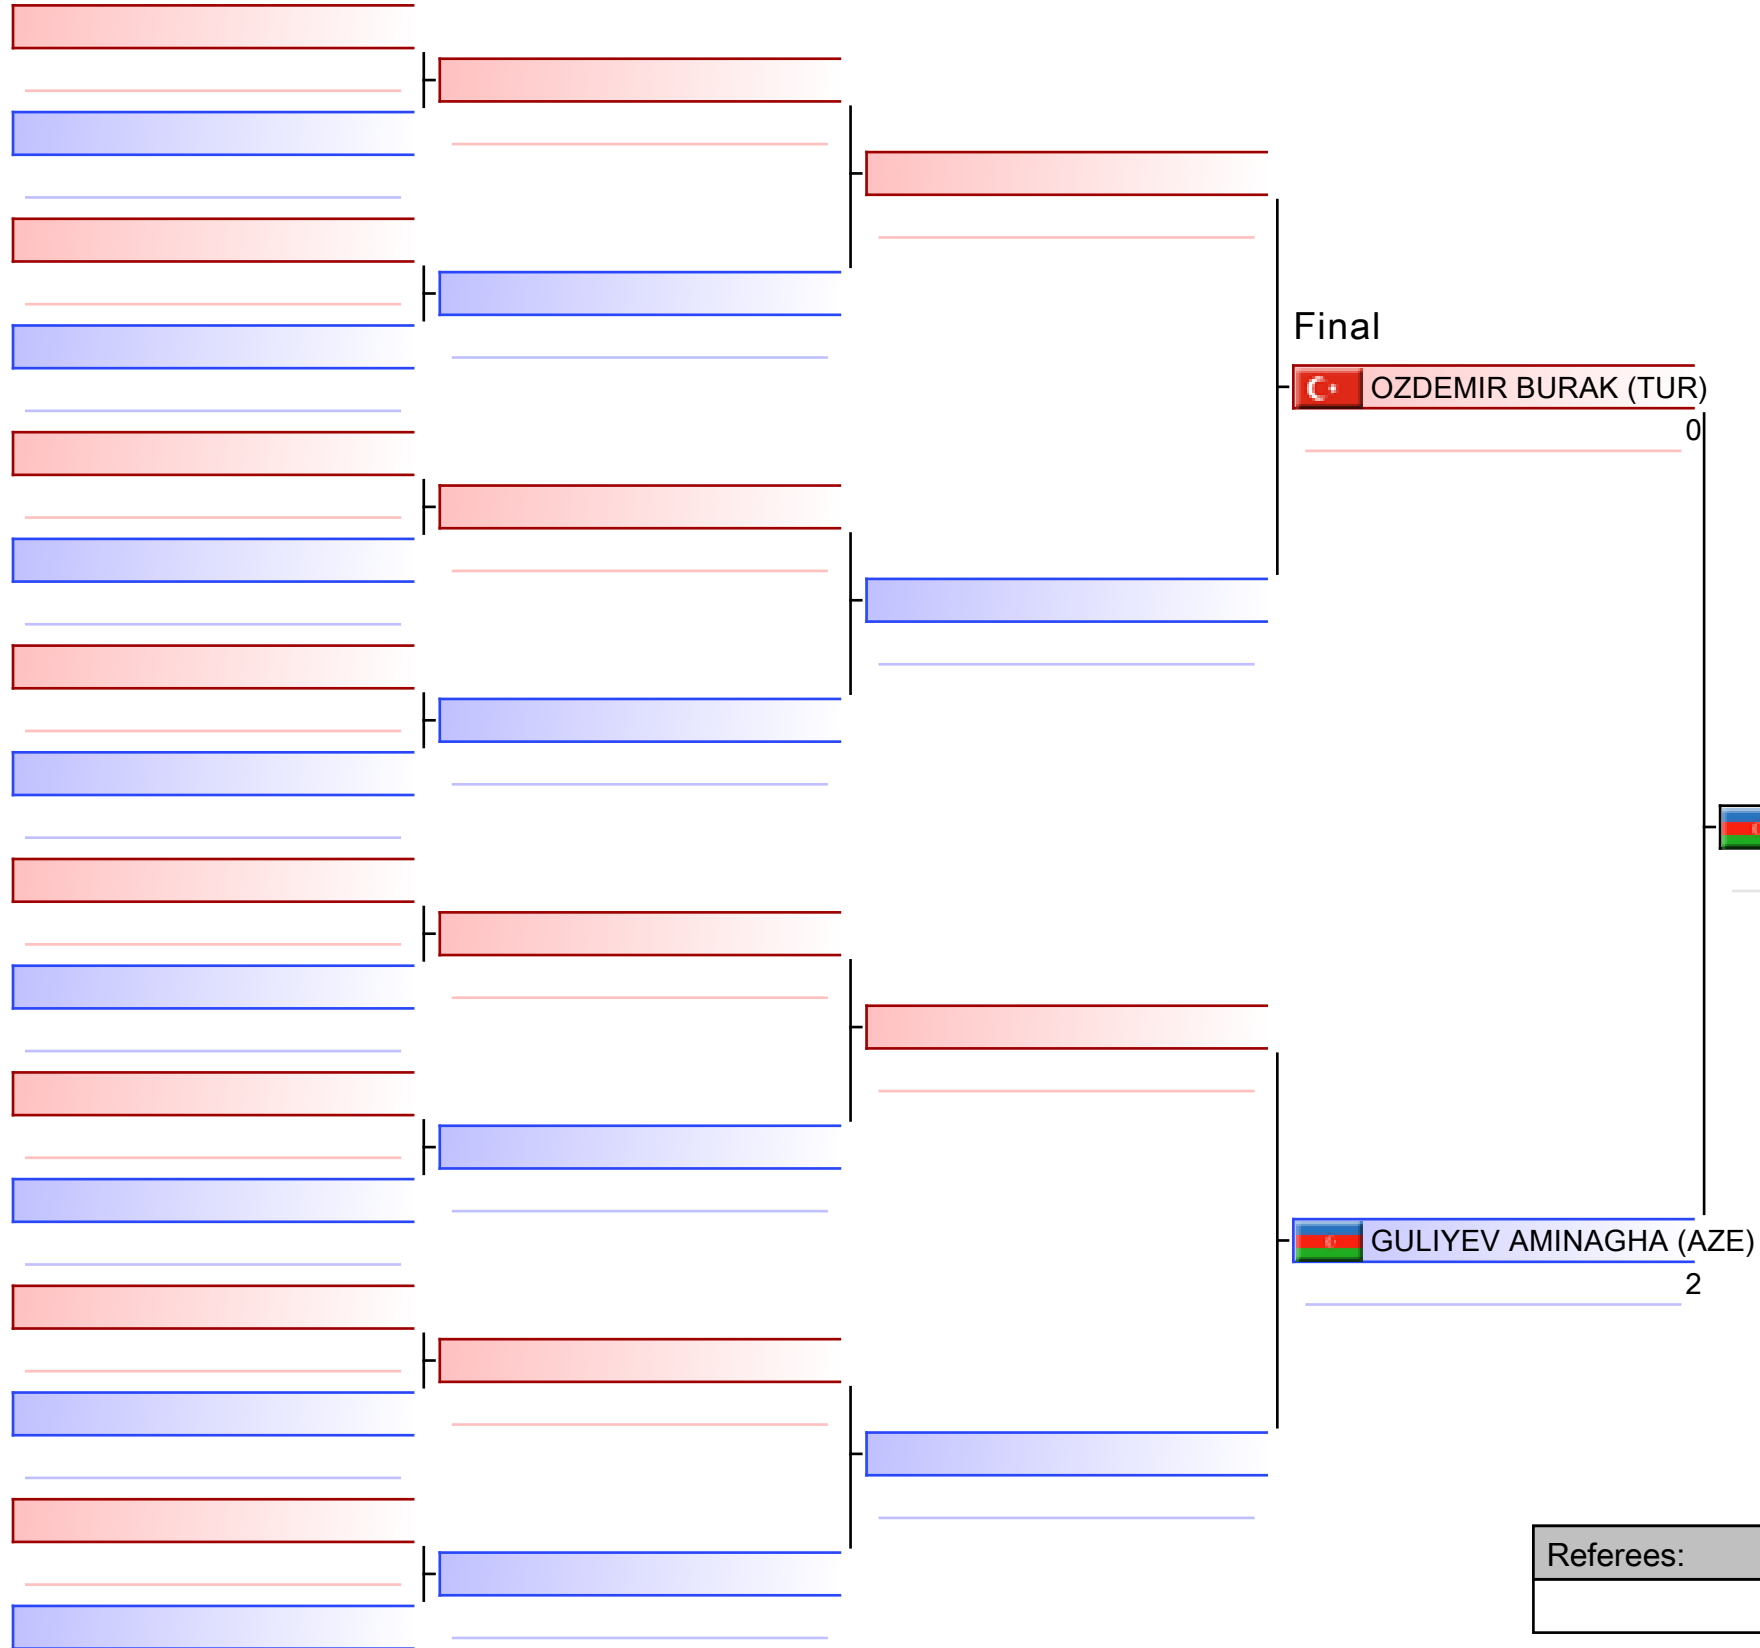 Final
OZDEMIR BURAK (TUR)
0
GULIYEV AMINAGHA (AZE)
2
Referees: